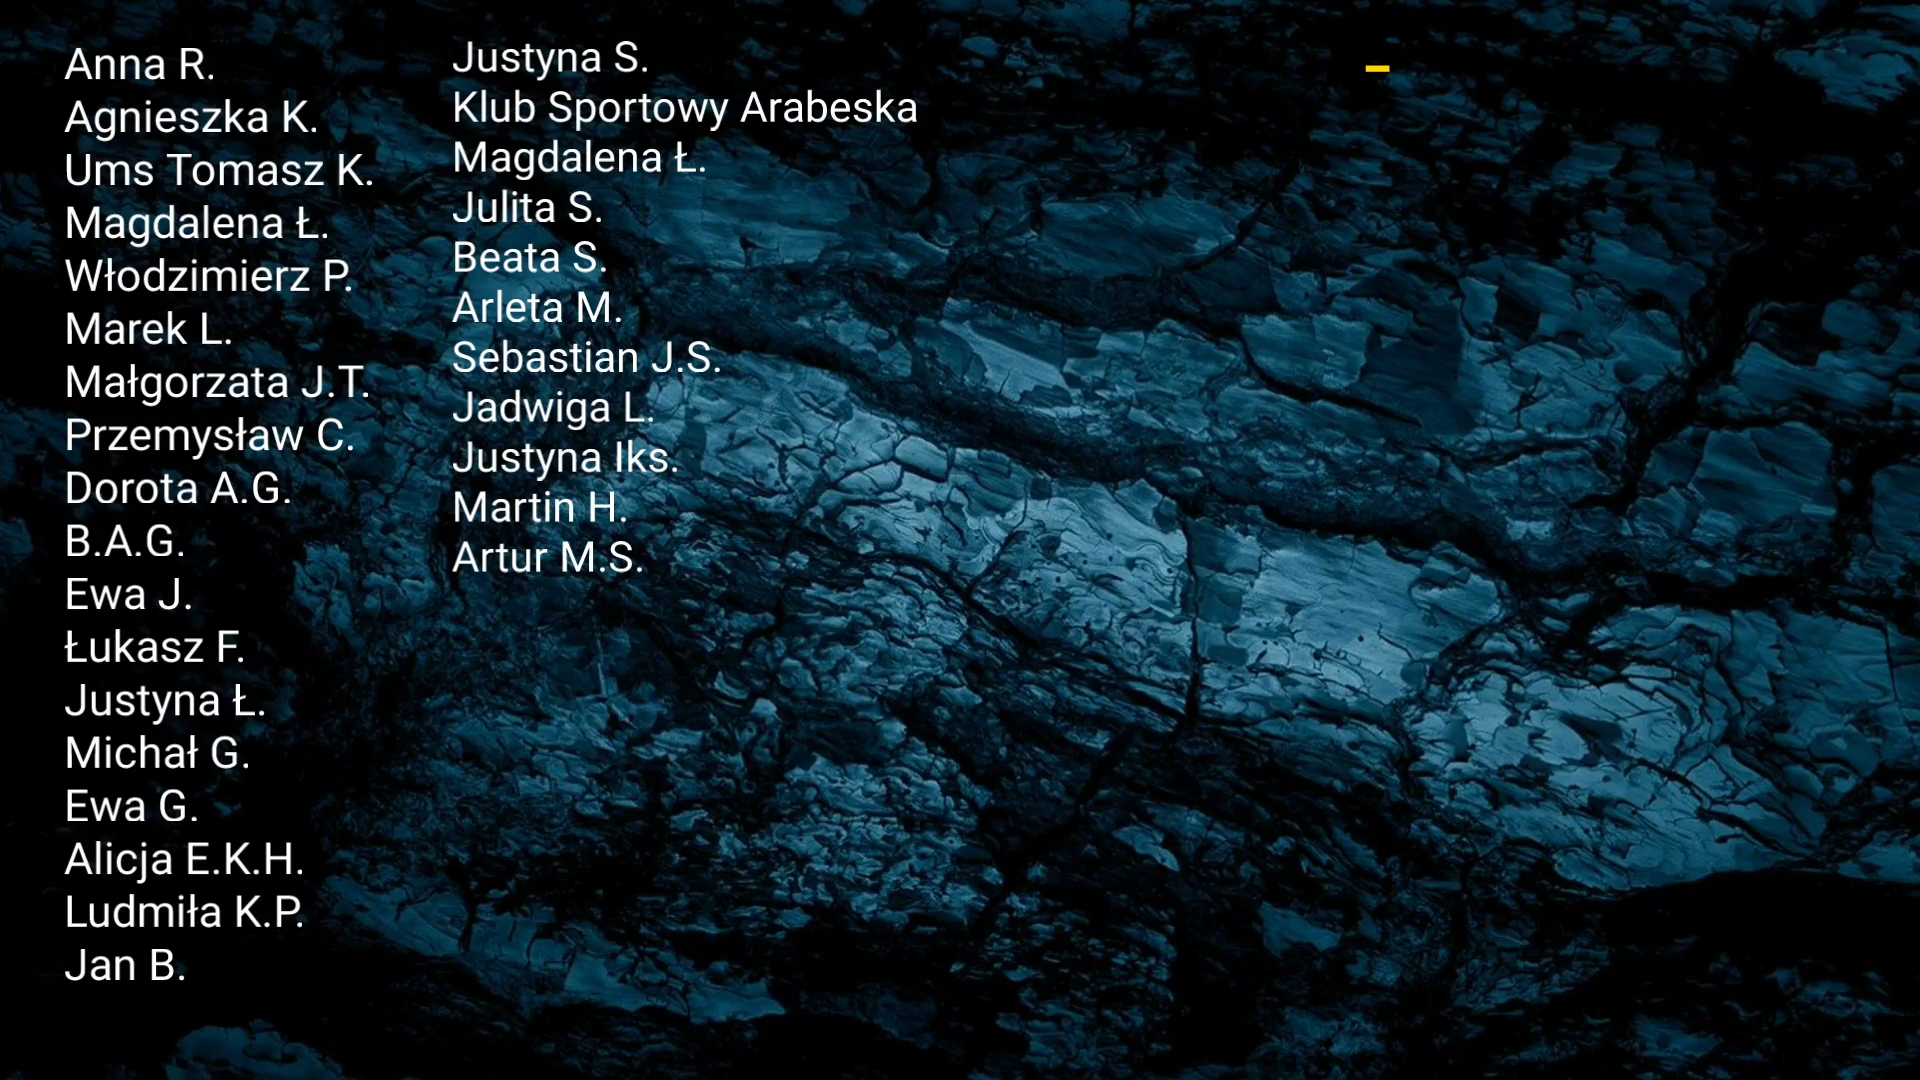 Anna R.
Agnieszka K.
Ums Tomasz K.
Magdalena Ł.
Włodzimierz P.
Marek L.
Małgorzata J.T.
Przemysław C.
Dorota A.G.
B.A.G.
Ewa J.
Łukasz F.
Justyna Ł.
Michał G.
Ewa G.
Alicja E.K.H.
Ludmiła K.P.
Jan B.
Justyna S.
Klub Sportowy Arabeska
Magdalena Ł.
Julita S.
Beata S.
Arleta M.
Sebastian J.S.
Jadwiga L.
Justyna Iks.
Martin H.
Artur M.S.